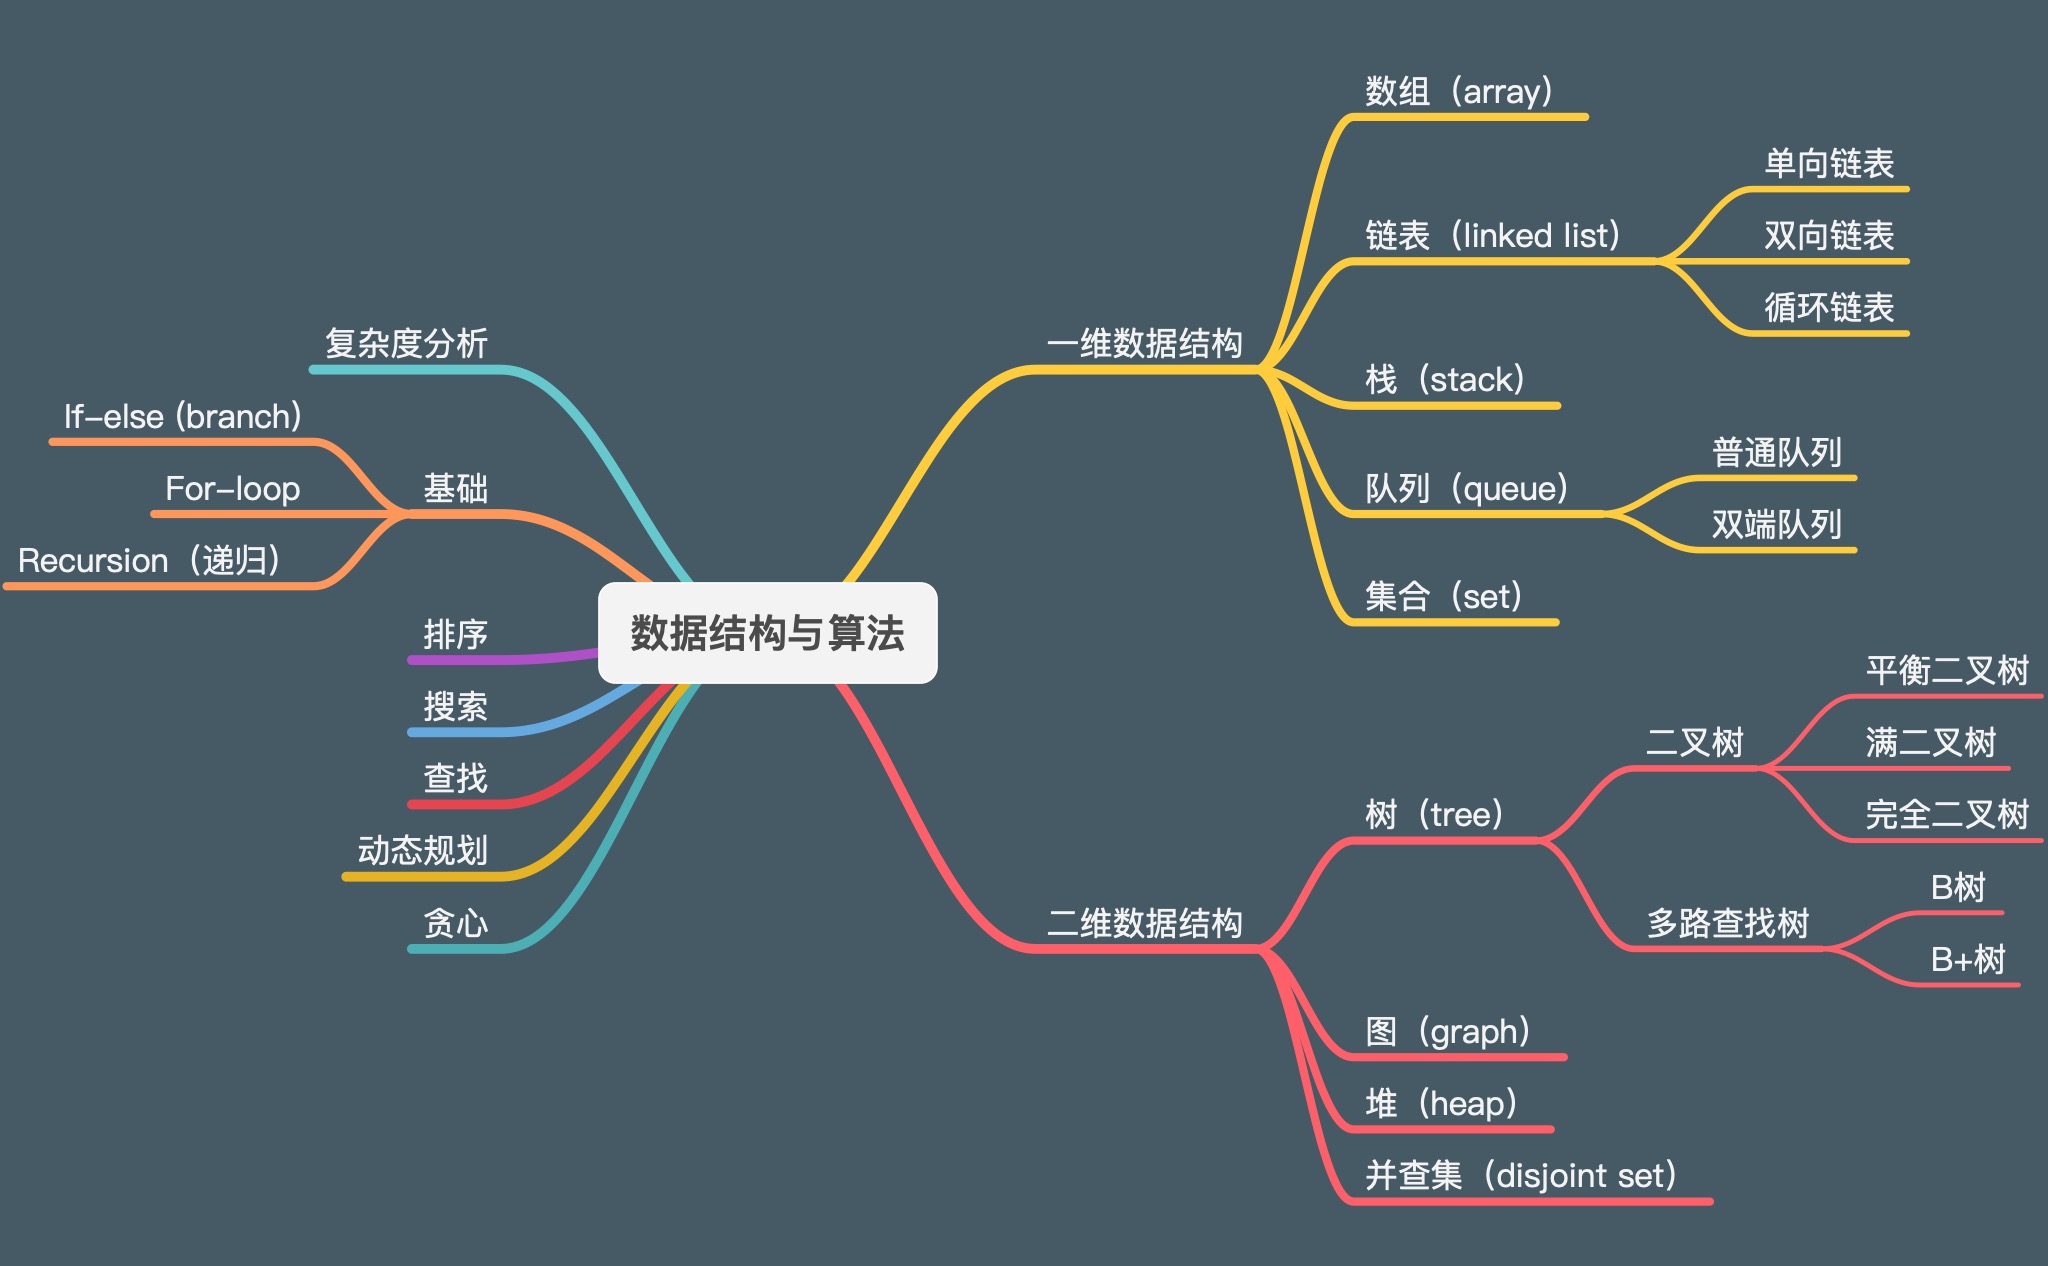 数据结构与算法
一维数据结构
数组（array）
链表（linked list）
单向链表
双向链表
循环链表
栈（stack）
队列（queue）
普通队列
双端队列
集合（set）
二维数据结构
树（tree）
二叉树
平衡二叉树
满二叉树
完全二叉树
多路查找树
B树
B+树
图（graph）
堆（heap）
并查集（disjoint set）
复杂度分析
基础
If-else (branch)
For-loop
Recursion（递归）
排序
搜索
查找
动态规划
贪心